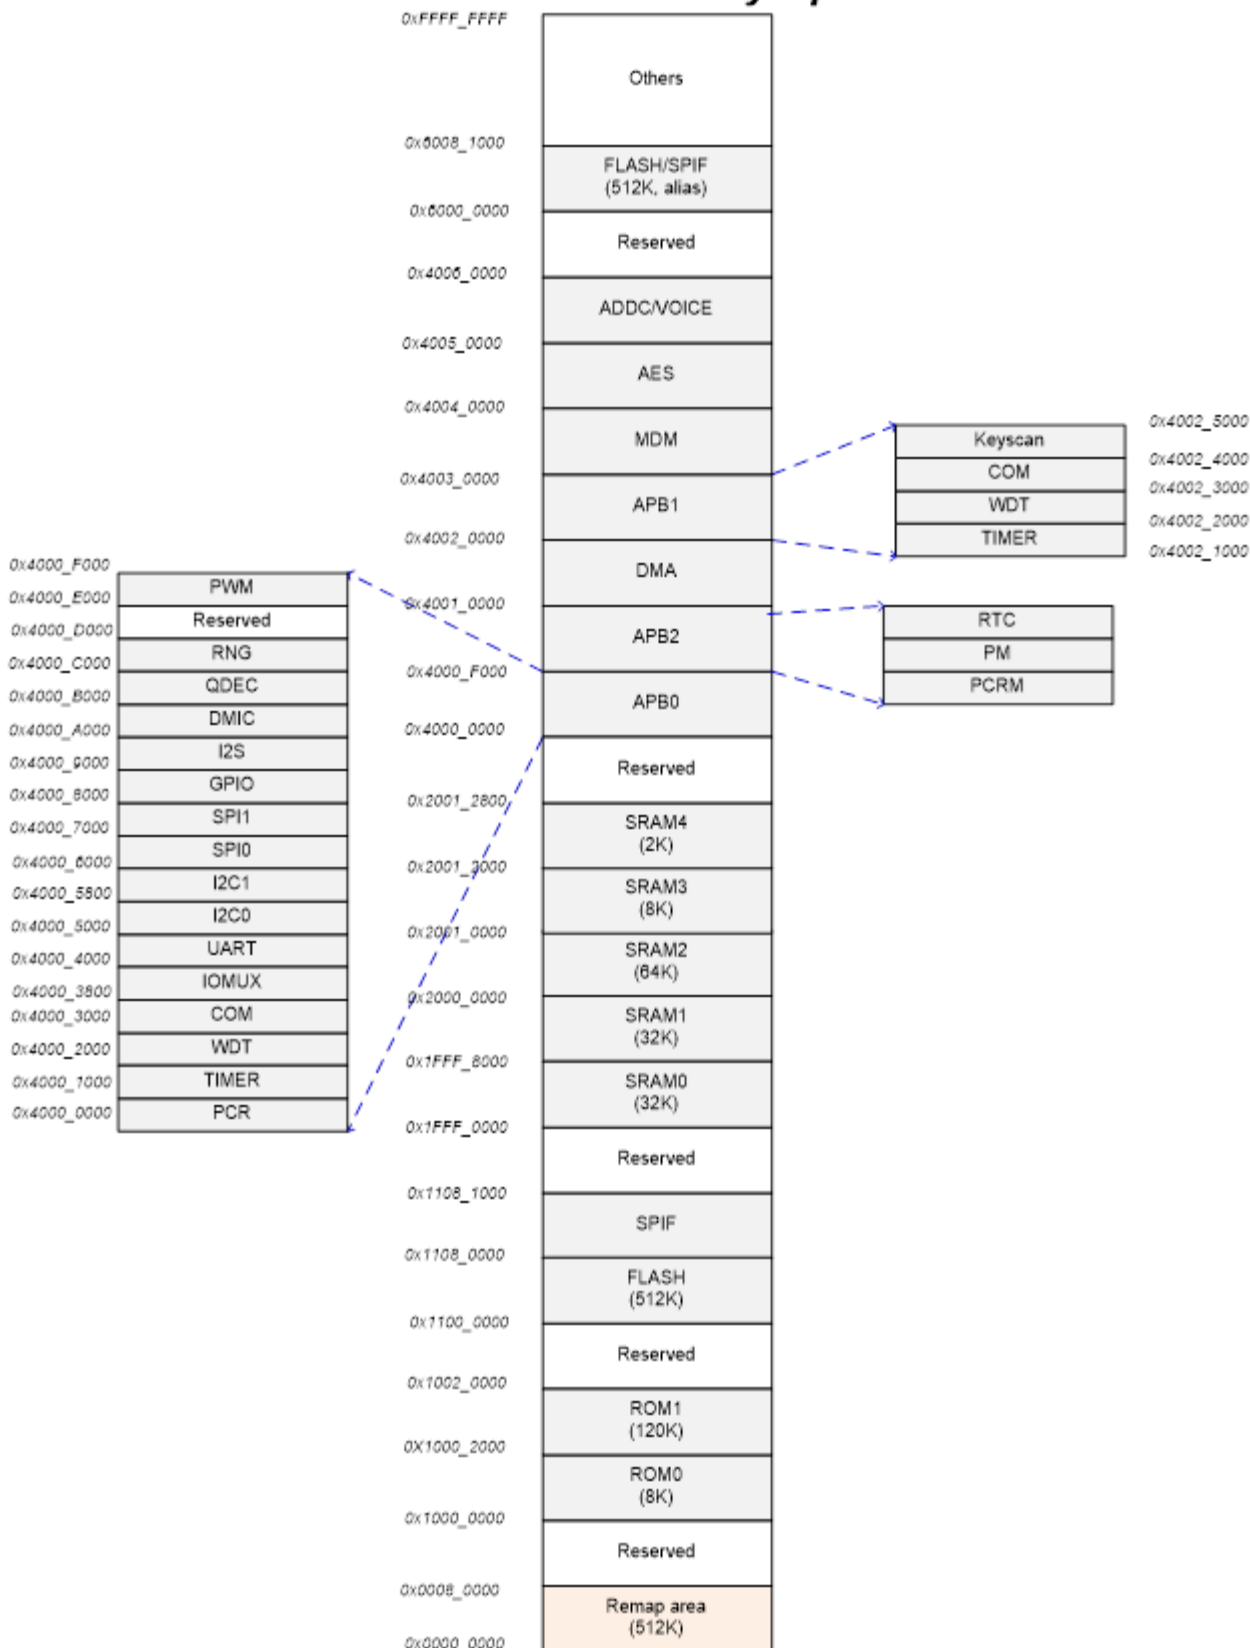 0xFFFF_FFFF
Others
0x6008_1000
FLASH/SPIF
(512K, alias)
0x6000_0000
Reserved
0x4006_0000
ADDC/VOICE
0x4005_0000
AES
0x4004_0000
MDM
0x4003_0000
APB1
0x4002_0000
DMA
0x4001_0000
APB2
0x4000_F000
APB0
0x4000_0000
Reserved
0x2001_2800
SRAM4
(2K)
0x2001_2000
SRAM3
(8K)
0x2001_0000
SRAM2
(64K)
0x2000_0000
SRAM1
(32K)
0x1FFF_8000
SRAM0
(32K)
0x1FFF_0000
Reserved
0x1108_1000
SPIF
0x1108_0000
FLASH
(512K)
0x1100_0000
Reserved
0x1002_0000
ROM1
(120K)
0X1000_2000
ROM0
(8K)
0x1000_0000
Reserved
0x0008_0000
Remap area
(512K)
0x0000_0000
0x4000_F000
PWM
0x4000_E000
Reserved
0x4000_D000
RNG
0x4000_C000
QDEC
0x4000_B000
DMIC
0x4000_A000
I2S
0x4000_9000
GPIO
0x4000_8000
SPI1
0x4000_7000
SPI0
0x4000_6000
I2C1
0x4000_5800
I2C0
0x4000_5000
UART
0x4000_4000
IOMUX
0x4000_3800
COM
0x4000_3000
WDT
0x4000_2000
TIMER
0x4000_1000
PCR
0x4000_0000
0x4002_5000
Keyscan
0x4002_4000
COM
0x4002_3000
WDT
0x4002_2000
TIMER
0x4002_1000
RTC
PM
PCRM